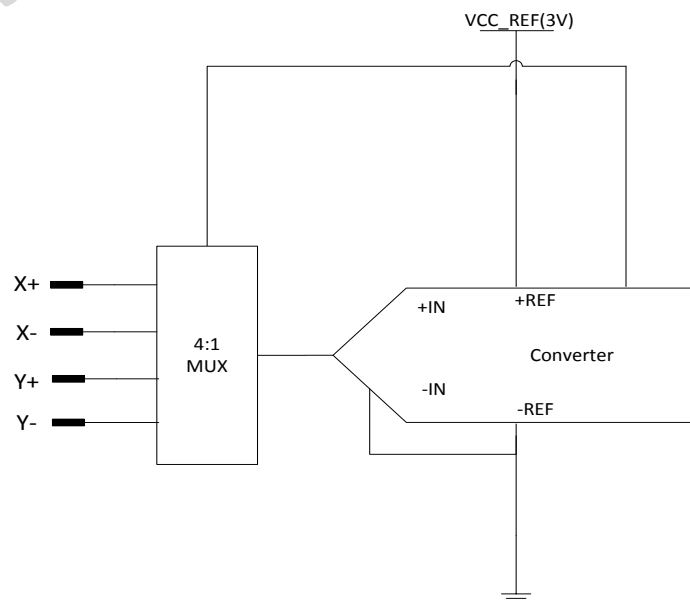 VCC_REF(3V)
X+
X-
Y+
Y-
4:1
MUX
+IN
+REF
Converter
-IN
-REF